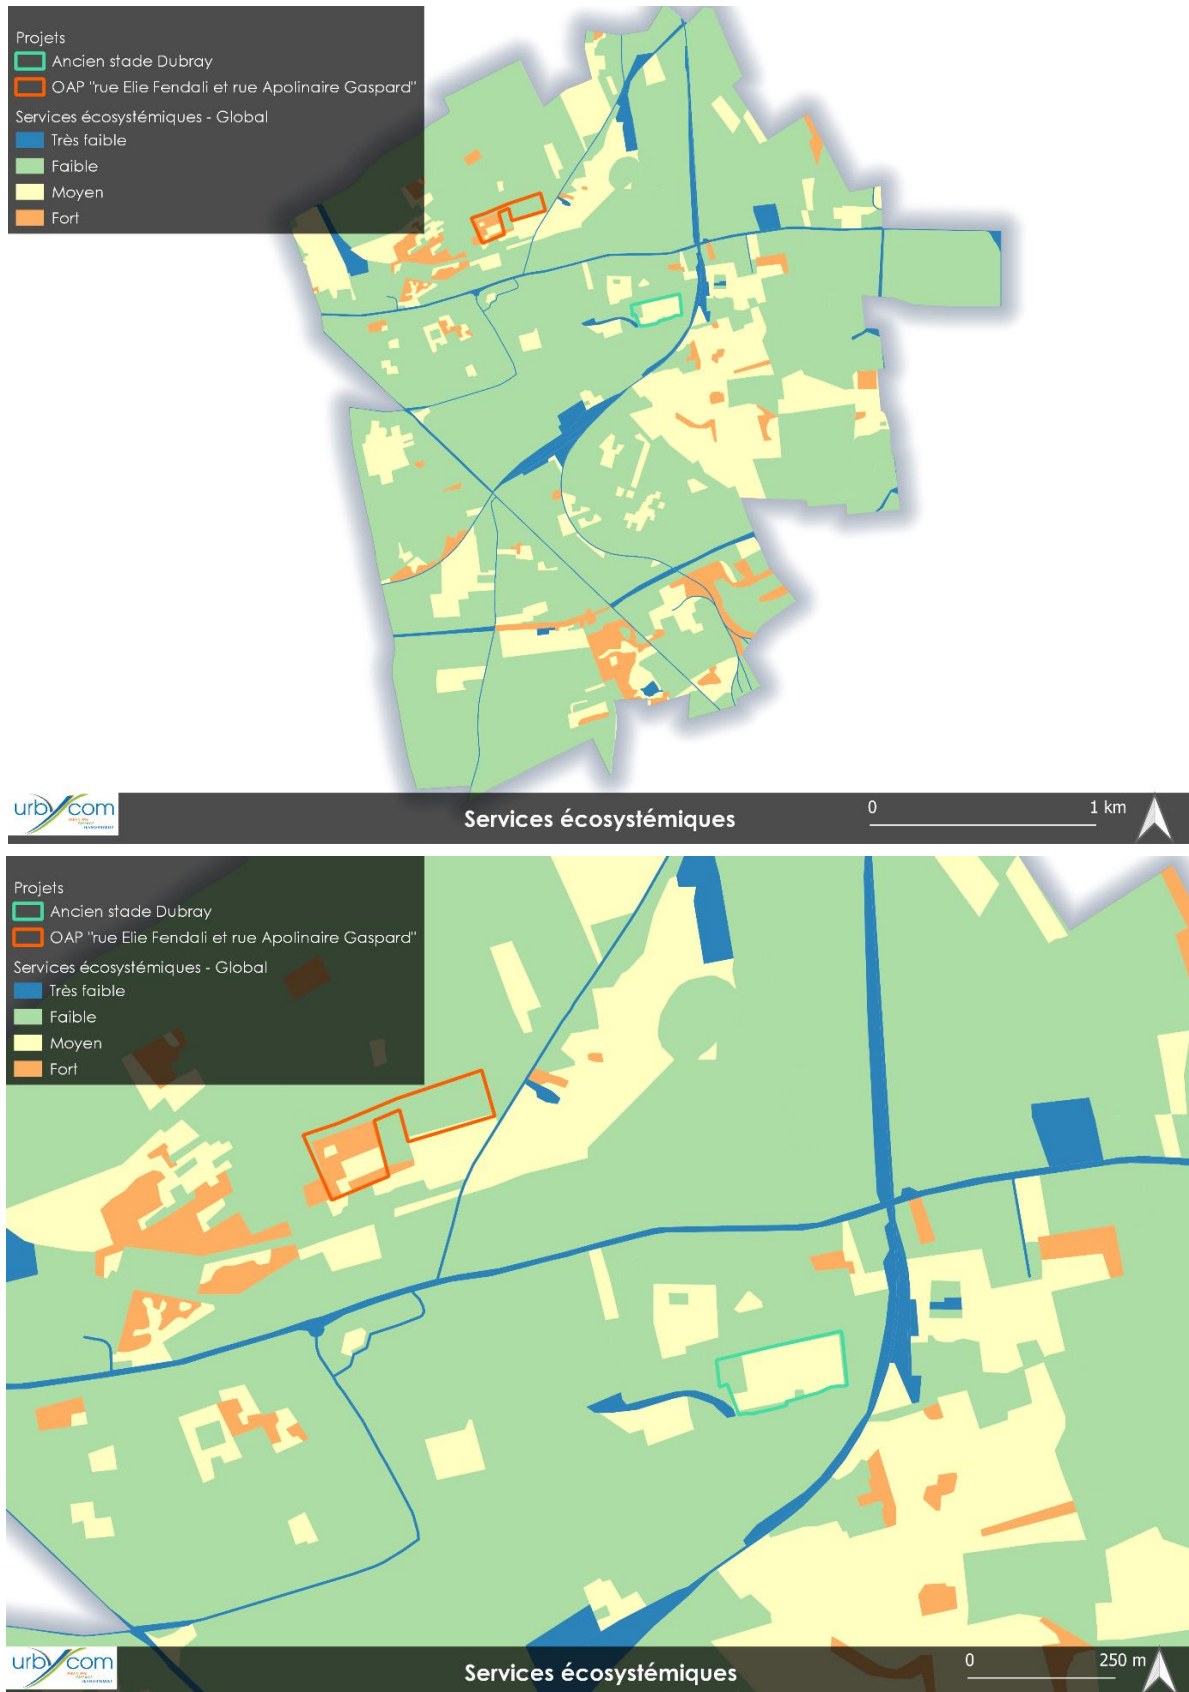 Projets
Ancien stade Dubray
OAP "rue Elie Fendali et rue Apolinaire Gaspard"
Services écosystémiques - Global
Très faible
Faible
Moyen
Fort
urbycom
Services écosystémiques
0 1 km
Projets
Ancien stade Dubray
OAP "rue Elie Fendali et rue Apolinaire Gaspard"
Services écosystémiques - Global
Très faible
Faible
Moyen
Fort
urbycom
Services écosystémiques
0 250 m